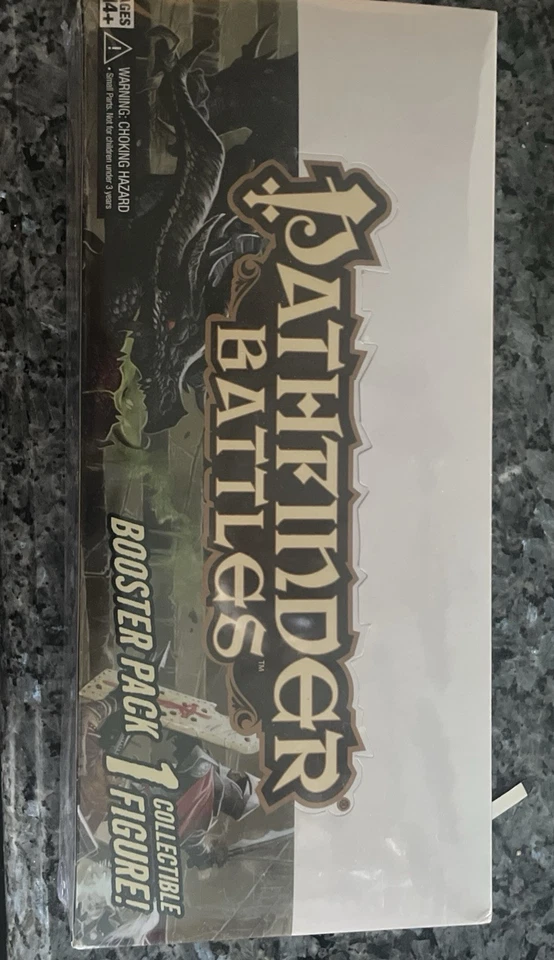 AGES
14+
WARNING: CHOKING HAZARD
• Small Parts. Not for children under 3 years
PATHFINDER®
BATTLES™
BOOSTER PACK
1 COLLECTIBLE
FIGURE!